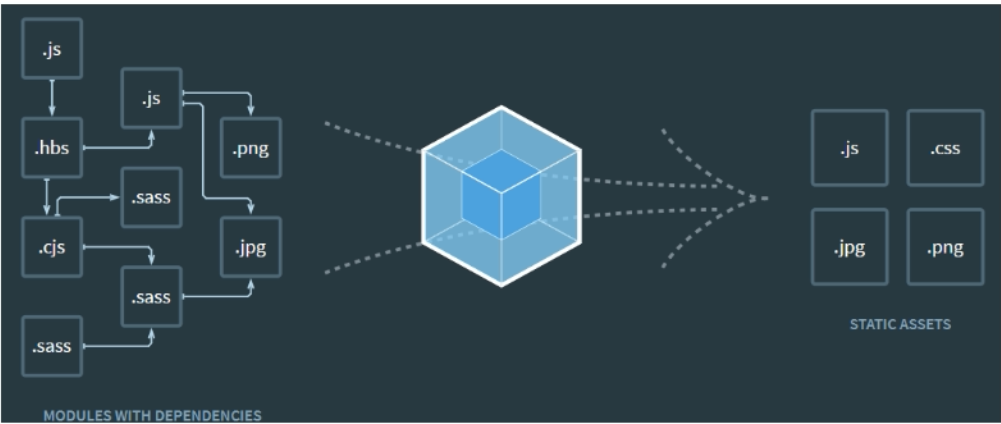 .js
.js
.hbs
.png
.sass
.cjs
.jpg
.sass
.sass
MODULES WITH DEPENDENCIES
.js
.css
.jpg
.png
STATIC ASSETS